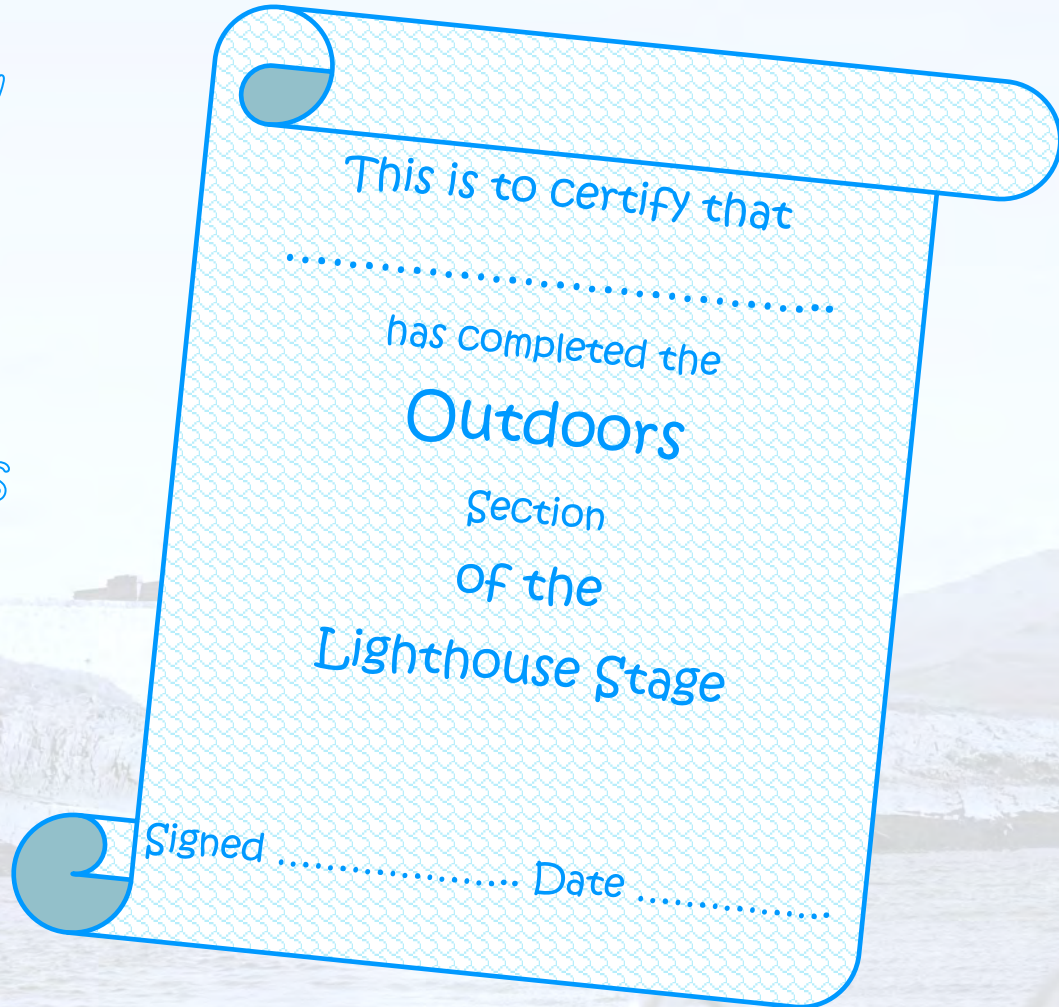 This is to certify that
........................................
has completed the
Outdoors
Section
of the
Lighthouse Stage
Signed .................... Date ................